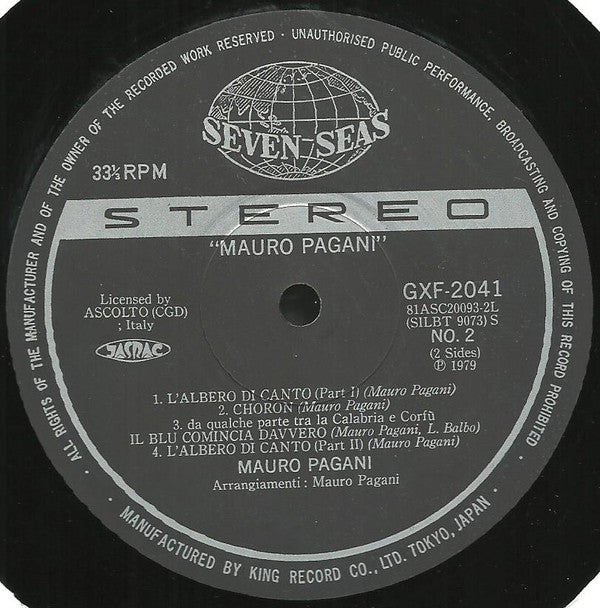 ALL RIGHTS OF THE MANUFACTURER AND OF THE OWNER OF THE RECORDED WORK RESERVED · UNAUTHORISED PUBLIC PERFORMANCE, BROADCASTING AND COPYING OF THIS RECORD PROHIBITED ·
SEVEN SEAS
33⅓ RPM
STEREO
"MAURO PAGANI"
Licensed by
ASCOLTO (CGD)
; Italy
JASRAC
GXF-2041
81ASC20093-2L
(SILBT 9073) S
NO. 2
(2 Sides)
℗ 1979
1. L'ALBERO DI CANTO (Part I) (Mauro Pagani)
2. CHORON (Mauro Pagani)
3. da qualche parte tra la Calabria e Corfù
IL BLU COMINCIA DAVVERO (Mauro Pagani, L. Balbo)
4. L'ALBERO DI CANTO (Part II) (Mauro Pagani)
MAURO PAGANI
Arrangiamenti : Mauro Pagani
MANUFACTURED BY KING RECORD CO., LTD. TOKYO, JAPAN ·